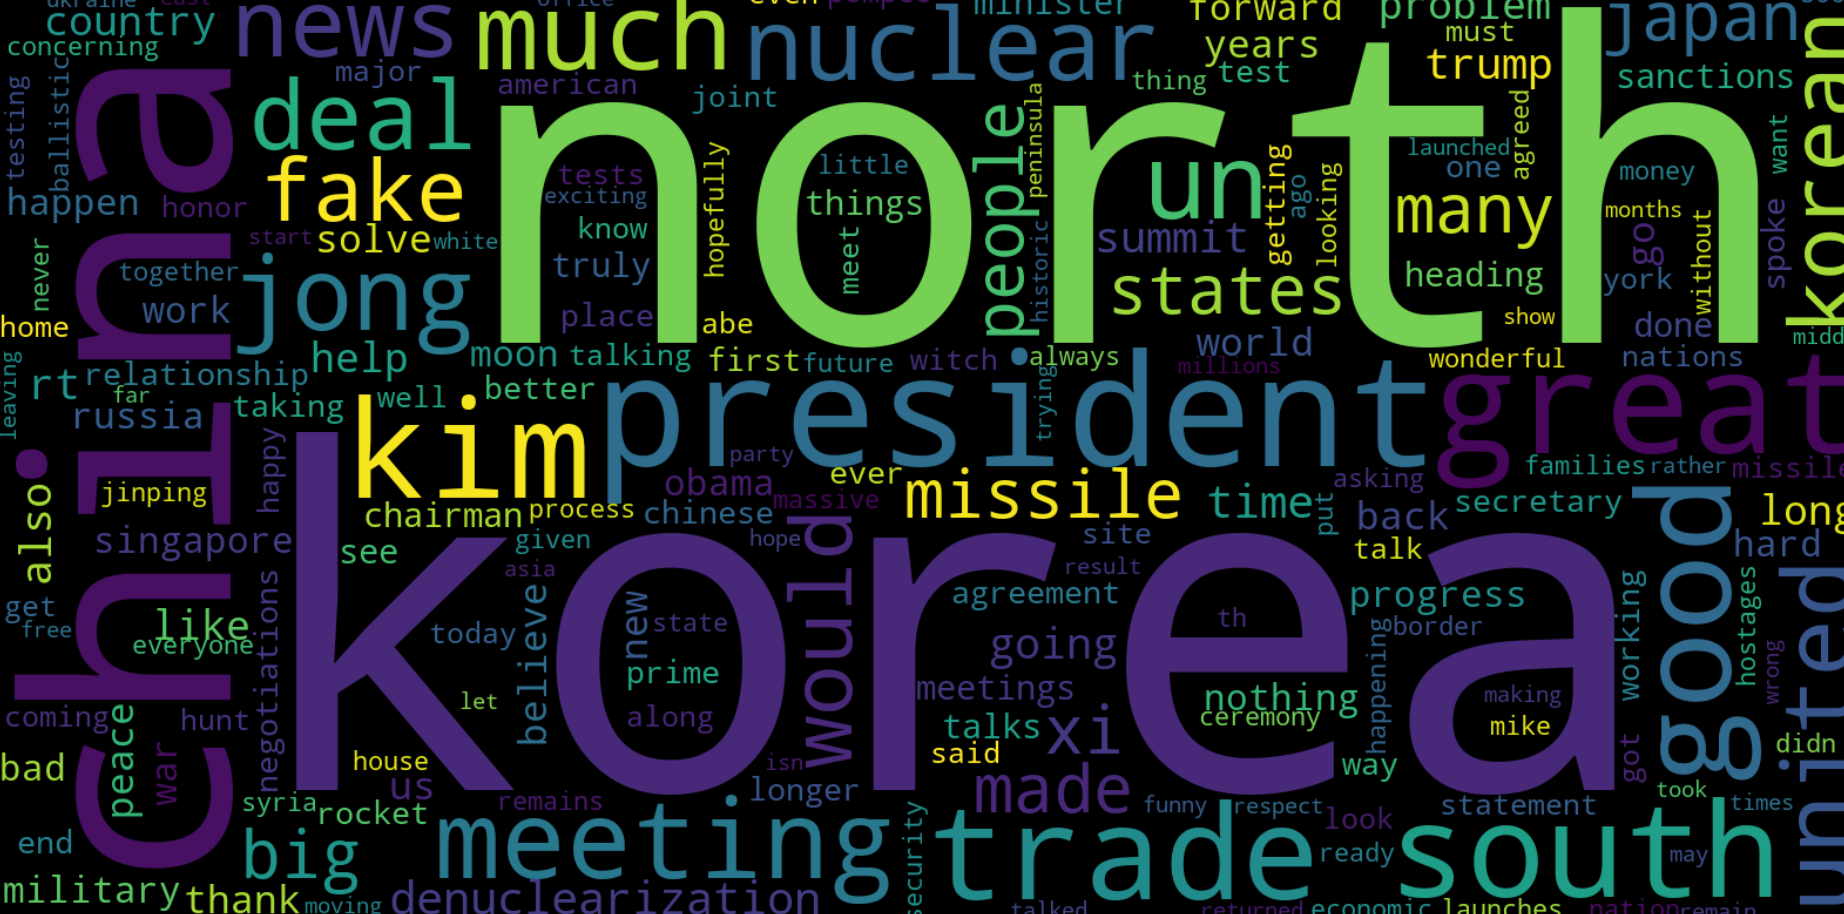 ukraine
cast
office
even
pompeo
minister
forward
problem
country
news
much
nuclear
years
must
japan
concerning
major
american
joint
thing
test
trump
sanctions
korean
testing
ballistic
china
deal
north
people
peninsula
launched
agreed
want
fake
tests
little
un
getting
ago
looking
one
money
happen
honor
exciting
things
many
months
hopefully
start
solve
white
know
meet
historic
summit
go
without
spoke
never
together
jong
truly
states
heading
york
work
place
abe
show
done
home
help
moon
talking
first
future
witch
always
world
wonderful
nations
midd
leaving
rt
relationship
far
better
president
trying
millions
great
russia
taking
well
kim
happy
party
ever
families
rather
missile
also
jinping
obama
massive
missile
time
put
asking
secretary
long
chairman
process
chinese
back
good
singapore
see
given
hope
would
site
talk
hard
korea
asia
result
united
get
free
like
everyone
negotiations
today
believe
new
state
agreement
th
progress
border
working
hostages
going
happening
wrong
prime
meetings
nothing
making
coming
hunt
let
along
talks
xi
ceremony
mike
got
didn
peace
war
bad
house
us
isn
said
way
syria
rocket
remains
longer
made
funny
respect
look
statement
took
times
end
big
meeting
security
trade
ready
south
may
military
thank
moving
denuclearization
talked
returned
economic
launches
nation
remain